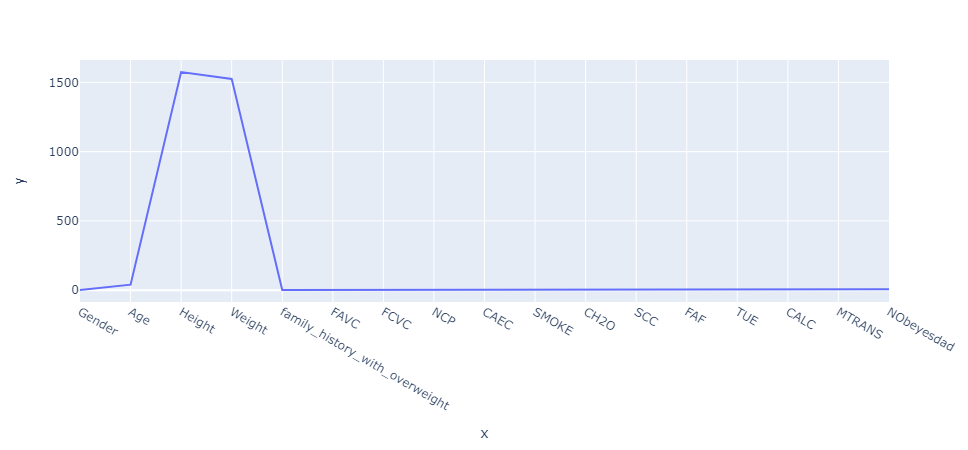 1500
1000
500
0
y
Gender
Age
Height
Weight
family_history_with_overweight
FAVC
FCVC
NCP
CAEC
SMOKE
CH2O
SCC
FAF
TUE
CALC
MTRANS
NObeyesdad
x